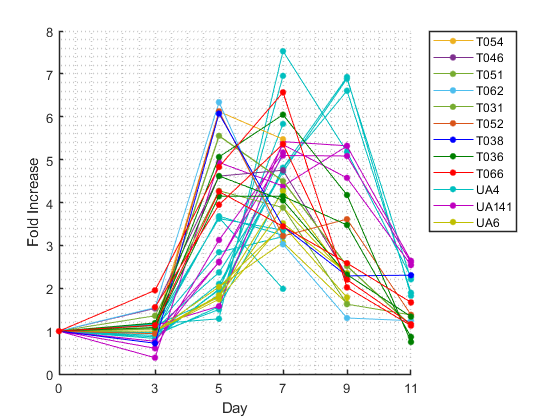 8
7
6
5
4
3
2
1
0
Fold Increase
0 3 5 7 9 11
Day
T054
T046
T051
T062
T031
T052
T038
T036
T066
UA4
UA141
UA6